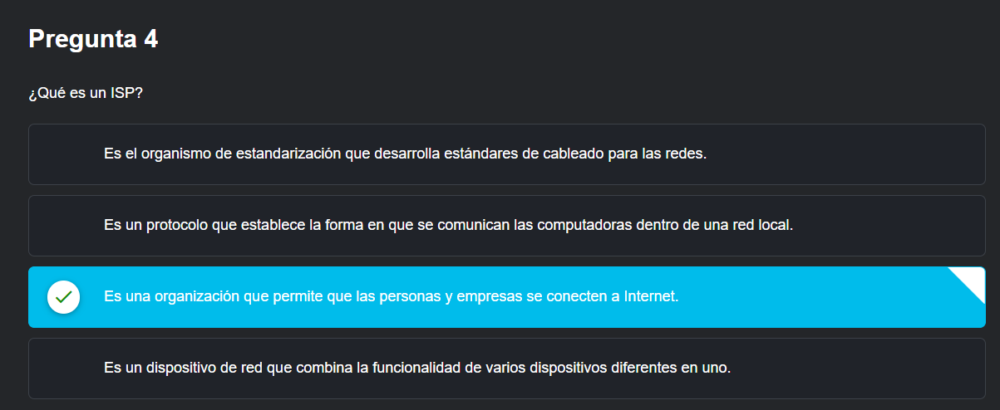 Pregunta 4
¿Qué es un ISP?
Es el organismo de estandarización que desarrolla estándares de cableado para las redes.
Es un protocolo que establece la forma en que se comunican las computadoras dentro de una red local.
Es una organización que permite que las personas y empresas se conecten a Internet.
Es un dispositivo de red que combina la funcionalidad de varios dispositivos diferentes en uno.